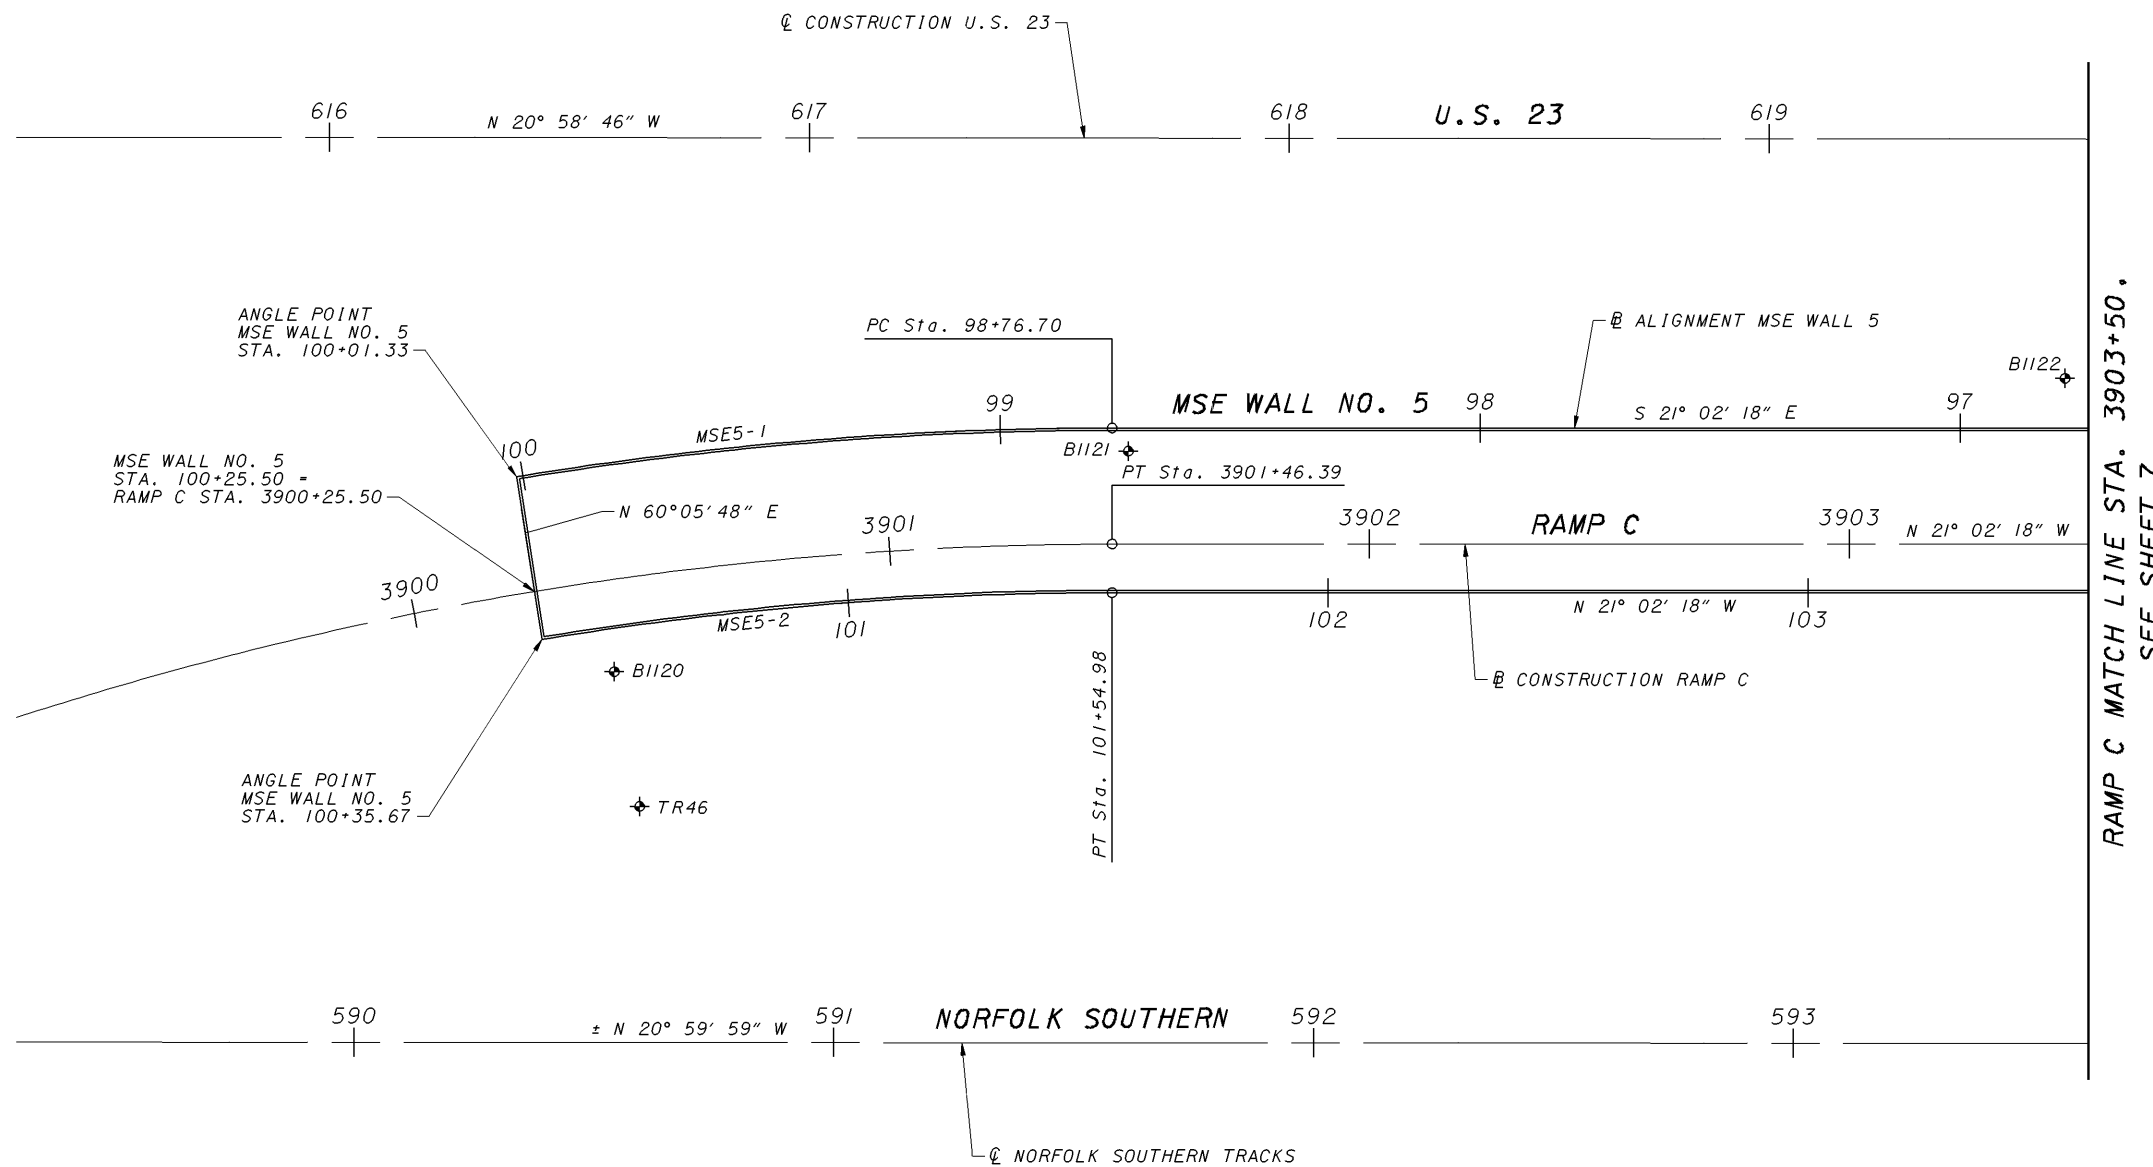 ℄ CONSTRUCTION U.S. 23
616
617
618
619
N 20° 58' 46" W
U.S. 23
ANGLE POINT
MSE WALL NO. 5
STA. 100+01.33
PC Sta. 98+76.70
℄ ALIGNMENT MSE WALL 5
B1122
MSE WALL NO. 5
99
98
97
S 21° 02' 18" E
MSE5-1
100
B1121
MSE WALL NO. 5
STA. 100+25.50 =
RAMP C STA. 3900+25.50
PT Sta. 3901+46.39
N 60°05'48" E
3900
3901
3902
3903
RAMP C
N 21° 02' 18" W
MSE5-2
101
102
103
N 21° 02' 18" W
B1120
℄ CONSTRUCTION RAMP C
PT Sta. 101+54.98
ANGLE POINT
MSE WALL NO. 5
STA. 100+35.67
TR46
590
591
592
593
± N 20° 59' 59" W
NORFOLK SOUTHERN
℄ NORFOLK SOUTHERN TRACKS
RAMP C MATCH LINE STA. 3903+50.
SEE SHEET 7